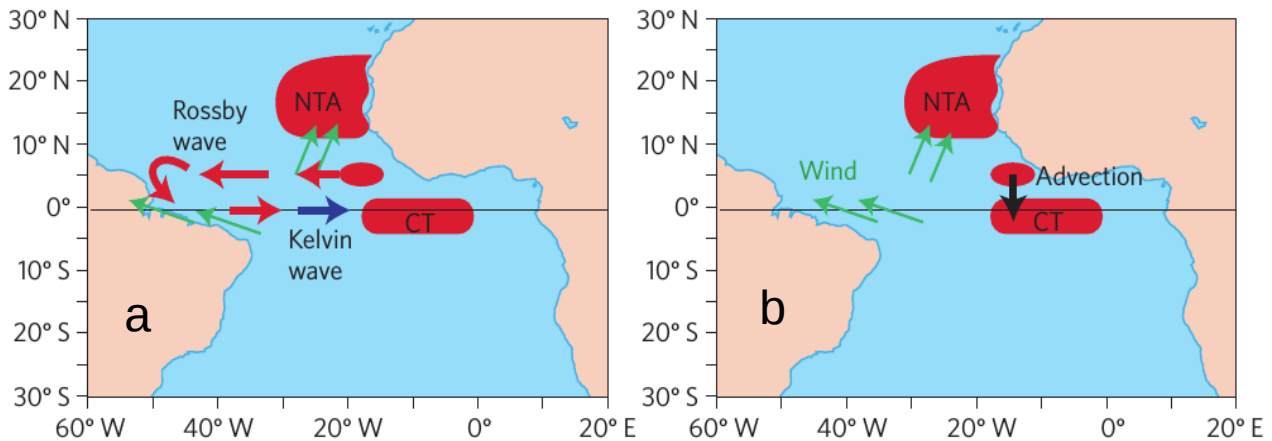 30° N
20° N
10° N
0°
10° S
20° S
30° S
60° W
40° W
20° W
0°
20° E
Rossby
wave
NTA
CT
Kelvin
wave
a
30° N
20° N
10° N
0°
10° S
20° S
30° S
60° W
40° W
20° W
0°
20° E
NTA
Wind
Advection
CT
b